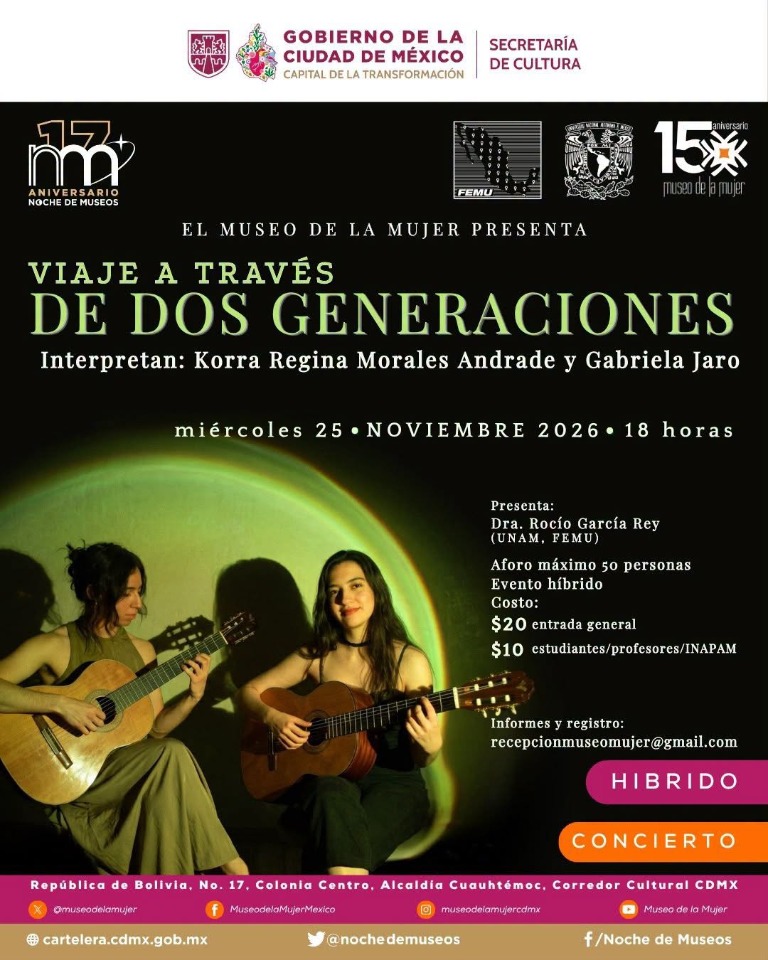 GOBIERNO DE LA
CIUDAD DE MÉXICO
CAPITAL DE LA TRANSFORMACIÓN
SECRETARÍA
DE CULTURA
17
nm
ANIVERSARIO
NOCHE DE MUSEOS
FEMU
15
aniversario
museo de la mujer
EL MUSEO DE LA MUJER PRESENTA
VIAJE A TRAVÉS
DE DOS GENERACIONES
Interpretan: Korra Regina Morales Andrade y Gabriela Jaro
miércoles 25 • NOVIEMBRE 2026 • 18 horas
Presenta:
Dra. Rocío García Rey
(UNAM, FEMU)
Aforo máximo 50 personas
Evento híbrido
Costo:
$20 entrada general
$10 estudiantes/profesores/INAPAM
Informes y registro:
recepcionmuseomujer@gmail.com
HIBRIDO
CONCIERTO
República de Bolivia, No. 17, Colonia Centro, Alcaldía Cuauhtémoc, Corredor Cultural CDMX
@museodelamujer MuseodelaMujerMexico museodelamujercdmx Museo de la Mujer
cartelera.cdmx.gob.mx @nochedemuseos /Noche de Museos